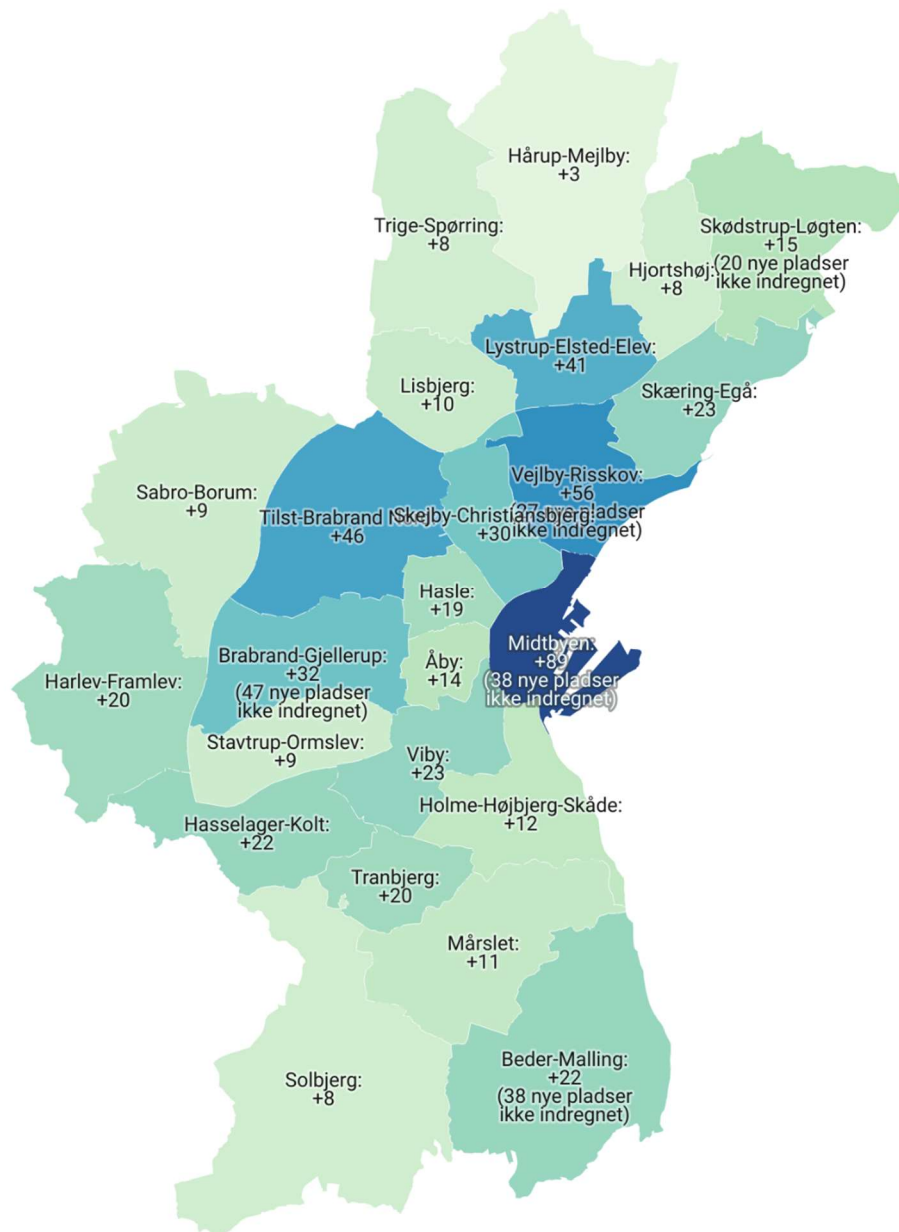 Hårup-Mejlby:
+3
Trige-Spørring:
+8
Skødstrup-Løgten:
+15
(20 nye pladser
ikke indregnet)
Hjortshøj:
+8
Lystrup-Elsted-Elev:
+41
Lisbjerg:
+10
Skæring-Egå:
+23
Vejlby-Risskov:
+56
nye pladser
ikke indregnet)
Sabro-Borum:
+9
Tilst-Brabrand
+46
Skejby-Christiansbjerg:
+30
Hasle:
+19
Midtbyen:
+89
(38 nye pladser
ikke indregnet)
Brabrand-Gjellerup:
+32
(47 nye pladser
ikke indregnet)
Åby:
+14
Harlev-Framlev:
+20
Stavtrup-Ormslev:
+9
Viby:
+23
Holme-Højbjerg-Skåde:
+12
Hasselager-Kolt:
+22
Tranbjerg:
+20
Mårslet:
+11
Beder-Malling:
+22
(38 nye pladser
ikke indregnet)
Solbjerg:
+8